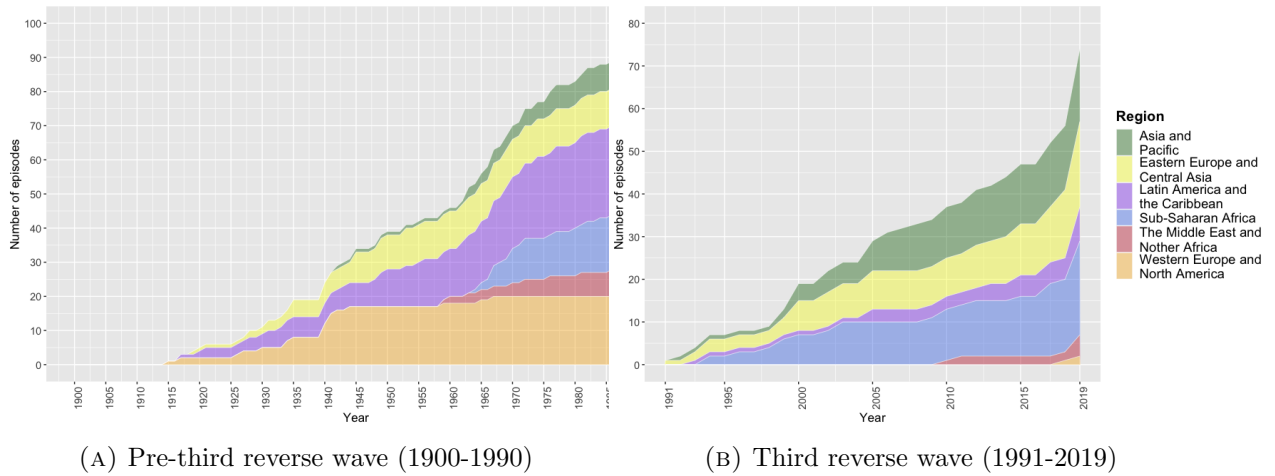 100
90
80
70
60
50
40
30
20
10
0
Number of episodes
1900
1905
1910
1915
1920
1925
1930
1935
1940
1945
1950
1955
1960
1965
1970
1975
1980
Year
80
70
60
50
40
30
20
10
0
Number of episodes
1991
1995
2000
2005
2010
2015
2019
Year
Region
Asia and
Pacific
Eastern Europe and
Central Asia
Latin America and
the Caribbean
Sub-Saharan Africa
The Middle East and
Nother Africa
Western Europe and
North America
(A) Pre-third reverse wave (1900-1990)
(B) Third reverse wave (1991-2019)